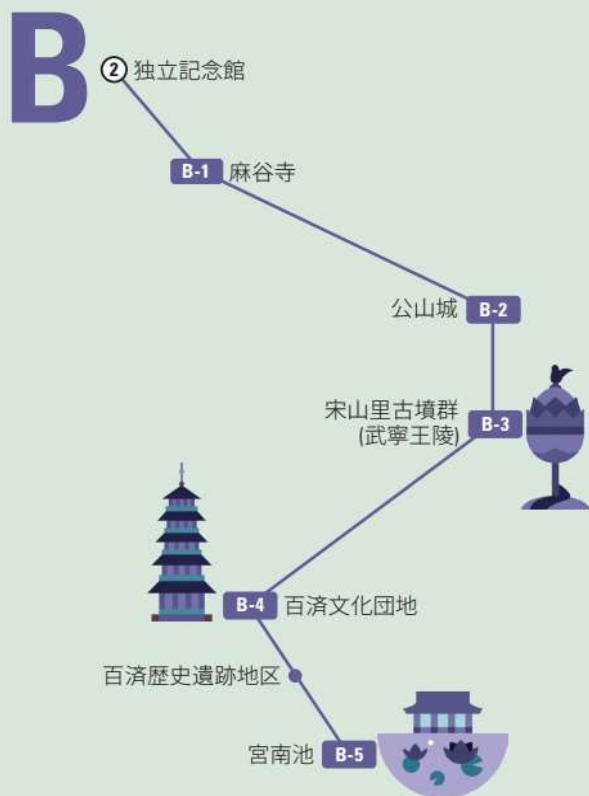 B
② 独立記念館
B-1 麻谷寺
公山城 B-2
宋山里古墳群
(武寧王陵) B-3
B-4 百済文化団地
百済歴史遺跡地区
宮南池 B-5